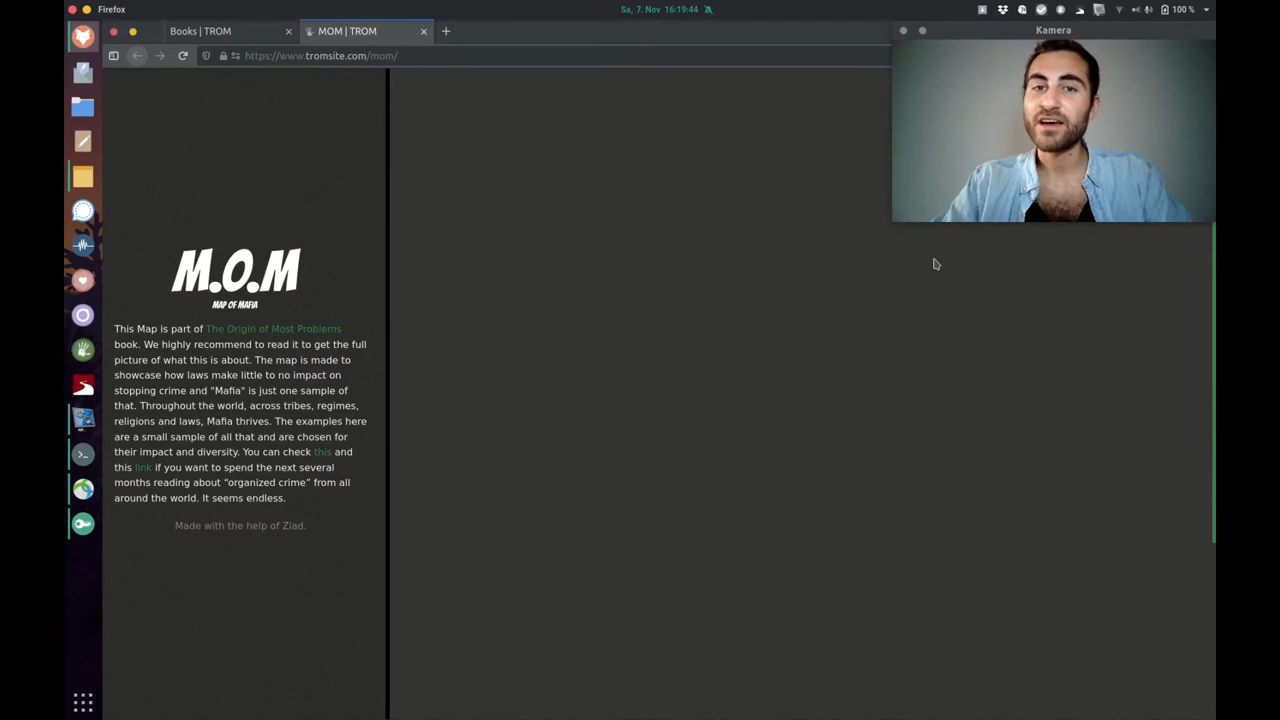 Firefox
Sa, 7. Nov 16:19:44
100 %
Books | TROM
MOM | TROM
Kamera
https://www.tromsite.com/mom/
M.O.M
MAP OF MAFIA
This Map is part of The Origin of Most Problems
book. We highly recommend to read it to get the full
picture of what this is about. The map is made to
showcase how laws make little to no impact on
stopping crime and "Mafia" is just one sample of
that. Throughout the world, across tribes, regimes,
religions and laws, Mafia thrives. The examples here
are a small sample of all that and are chosen for
their impact and diversity. You can check this and
this link if you want to spend the next several
months reading about “organized crime” from all
around the world. It seems endless.
Made with the help of Ziad.